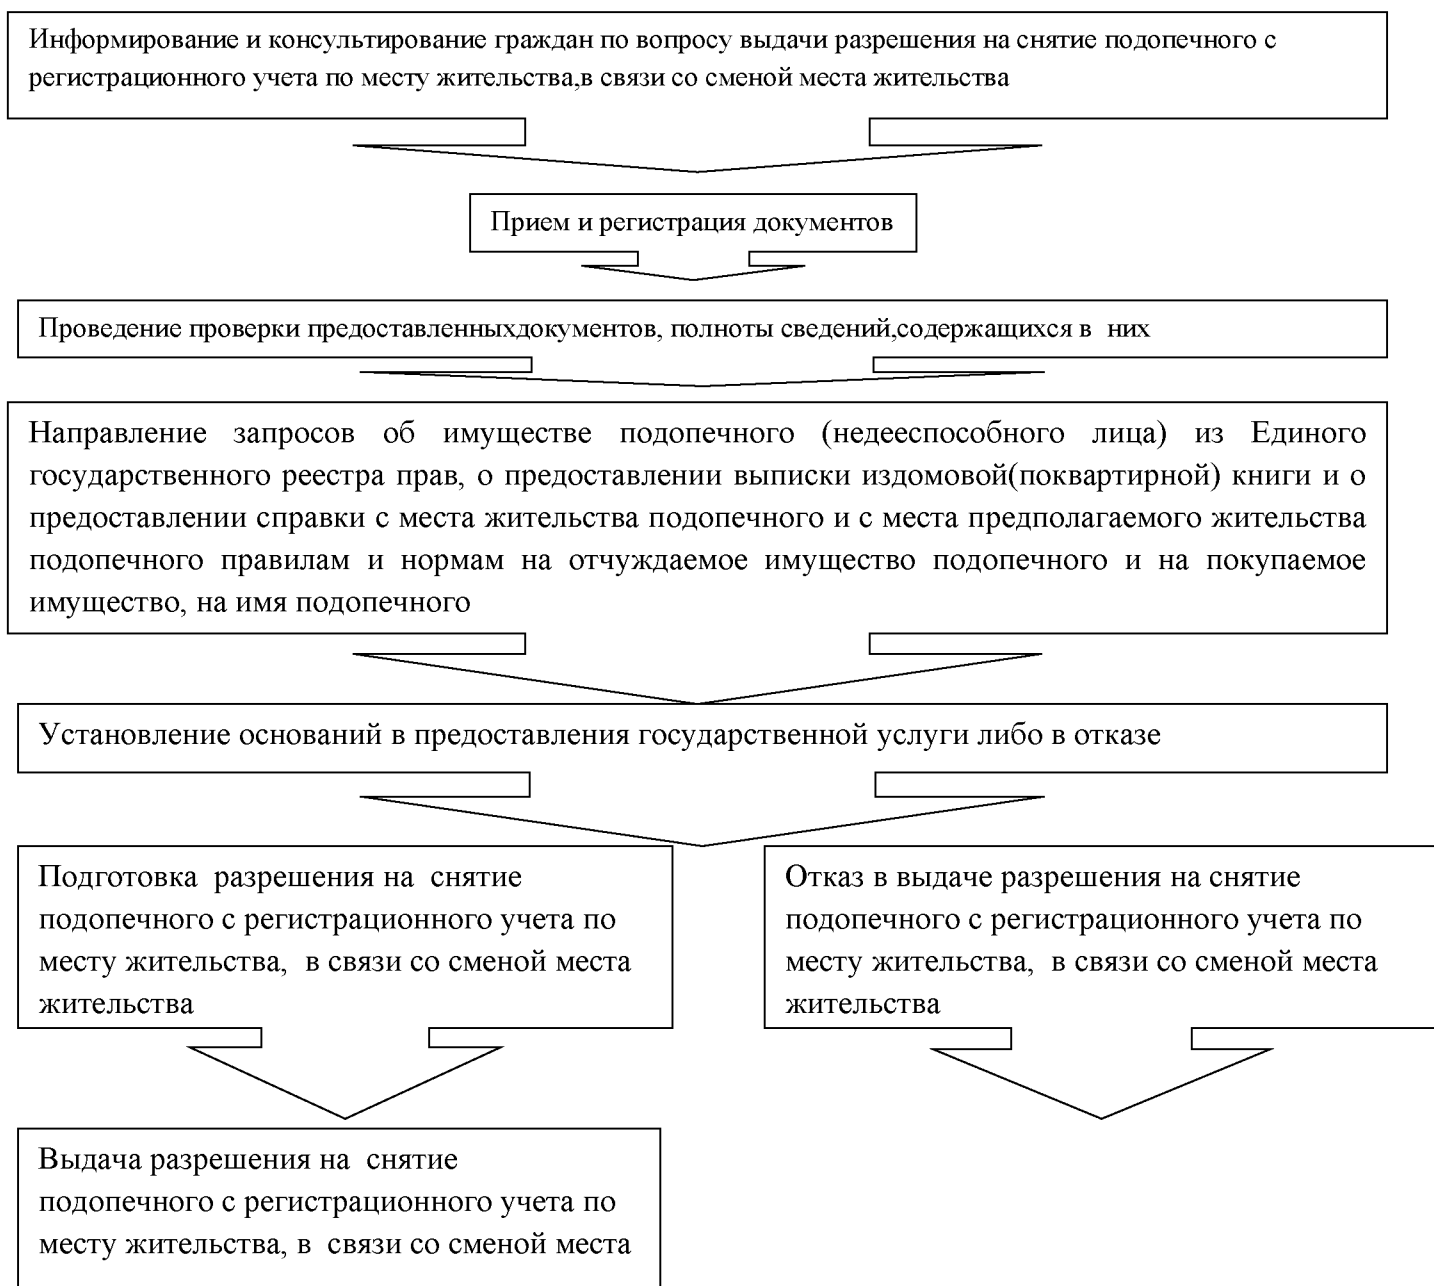 Информирование и консультирование граждан по вопросу выдачи разрешения на снятие подопечного с
регистрационного учета по месту жительства,в связи со сменой места жительства
Прием и регистрация документов
Проведение проверки предоставленныхдокументов, полноты сведений,содержащихся в них
Направление запросов об имуществе подопечного (недееспособного лица) из Единого
государственного реестра прав, о предоставлении выписки издомовой(поквартирной) книги и о
предоставлении справки с места жительства подопечного и с места предполагаемого жительства
подопечного правилам и нормам на отчуждаемое имущество подопечного и на покупаемое
имущество, на имя подопечного
Установление оснований в предоставления государственной услуги либо в отказе
Подготовка разрешения на снятие
подопечного с регистрационного учета по
месту жительства, в связи со сменой места
жительства
Отказ в выдаче разрешения на снятие
подопечного с регистрационного учета по
месту жительства, в связи со сменой места
жительства
Выдача разрешения на снятие
подопечного с регистрационного учета по
месту жительства, в связи со сменой места